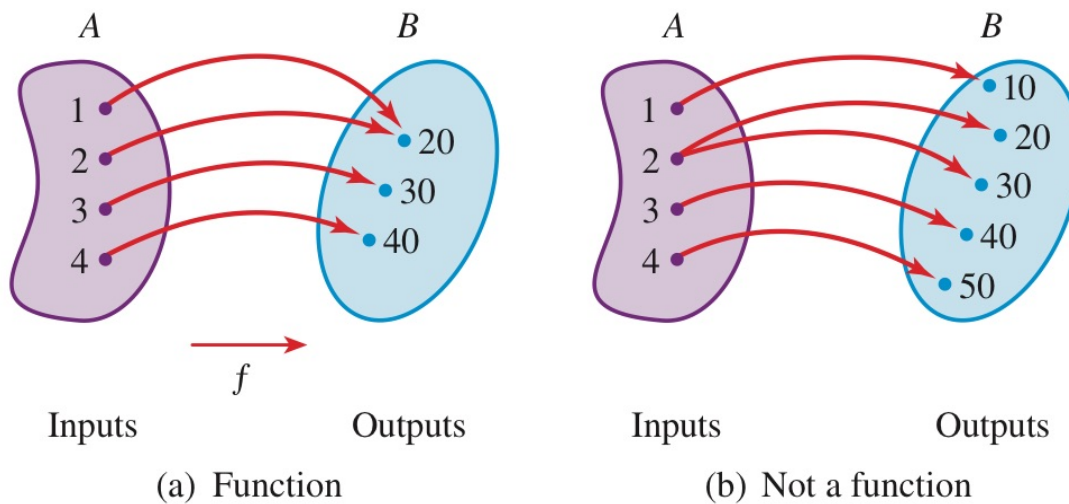 A
B
1
2
3
4
20
30
40
f
Inputs
Outputs
(a) Function
A
B
1
2
3
4
10
20
30
40
50
Inputs
Outputs
(b) Not a function